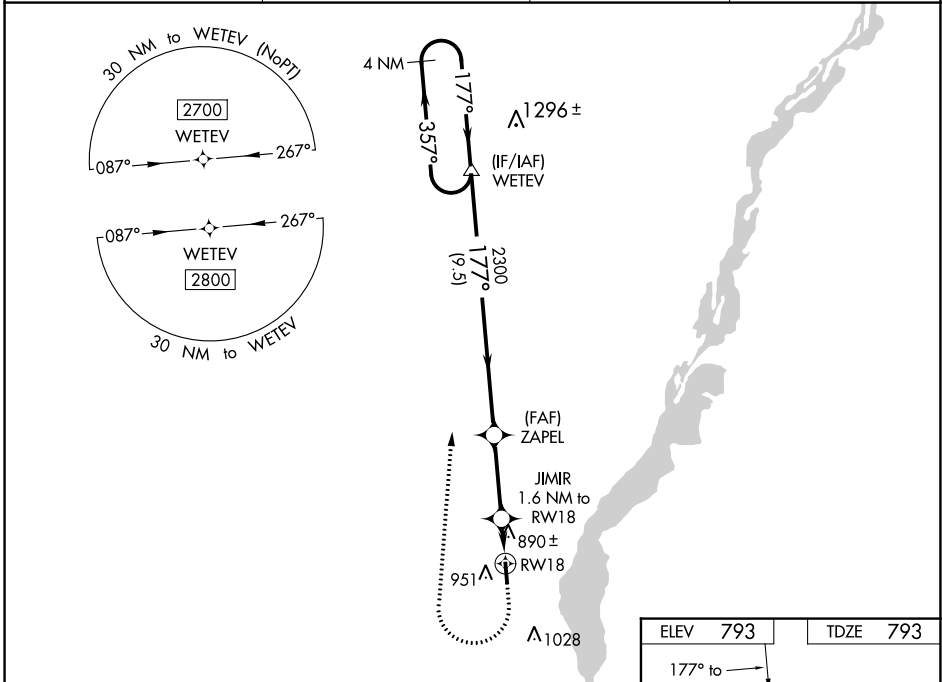 30 NM to WETEV (NoPT)
2700
WETEV
087°
267°
087°
267°
WETEV
2800
30 NM to WETEV
4 NM
177°
357°
1296 ±
(IF/IAF)
WETEV
2300
177°
(9.5)
(FAF)
ZAPEL
JIMIR
1.6 NM to
RW18
890 ±
RW18
951
1028
ELEV 793
TDZE 793
177° to